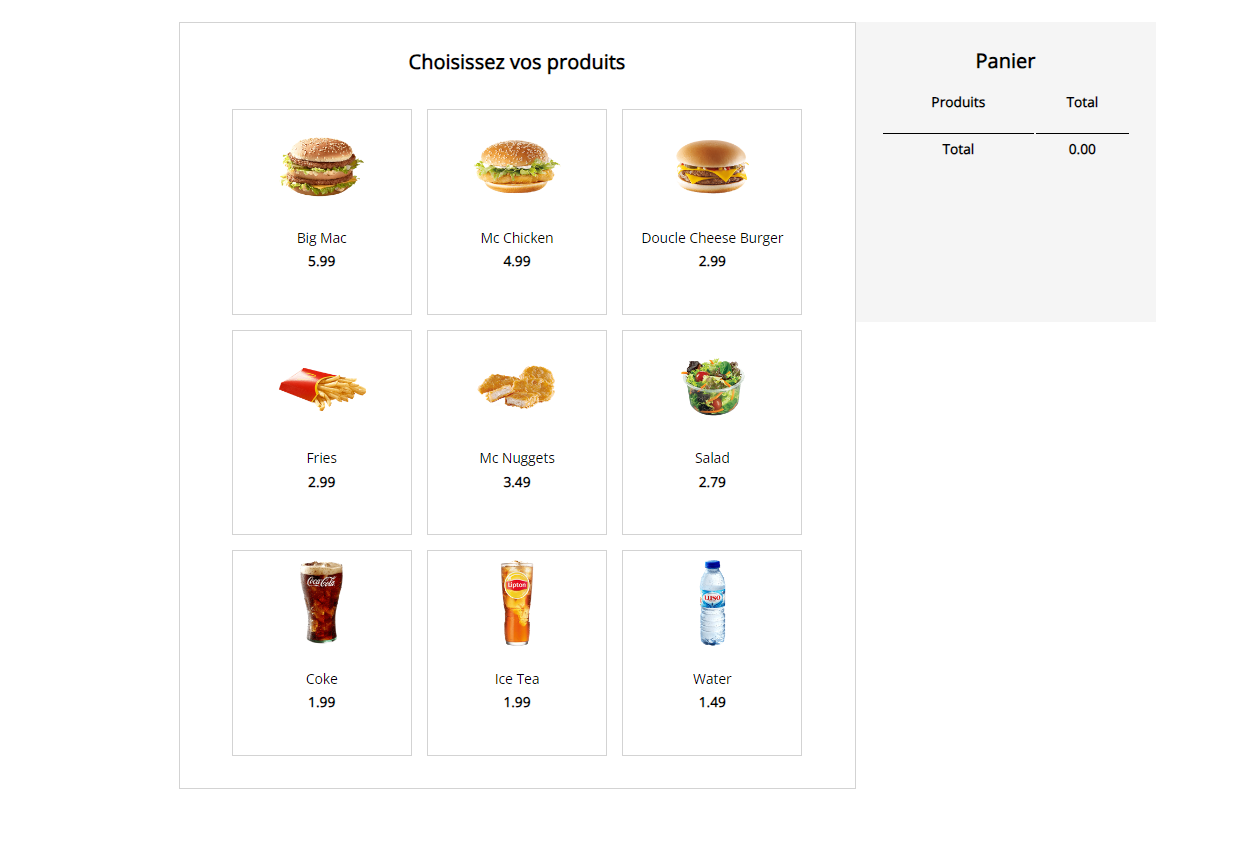 Choisissez vos produits
Big Mac
5.99
Mc Chicken
4.99
Doucle Cheese Burger
2.99
Fries
2.99
Mc Nuggets
3.49
Salad
2.79
Coca-Cola
Coke
1.99
Lipton
Ice Tea
1.99
Water
1.49
Panier
Produits Total
Total 0.00